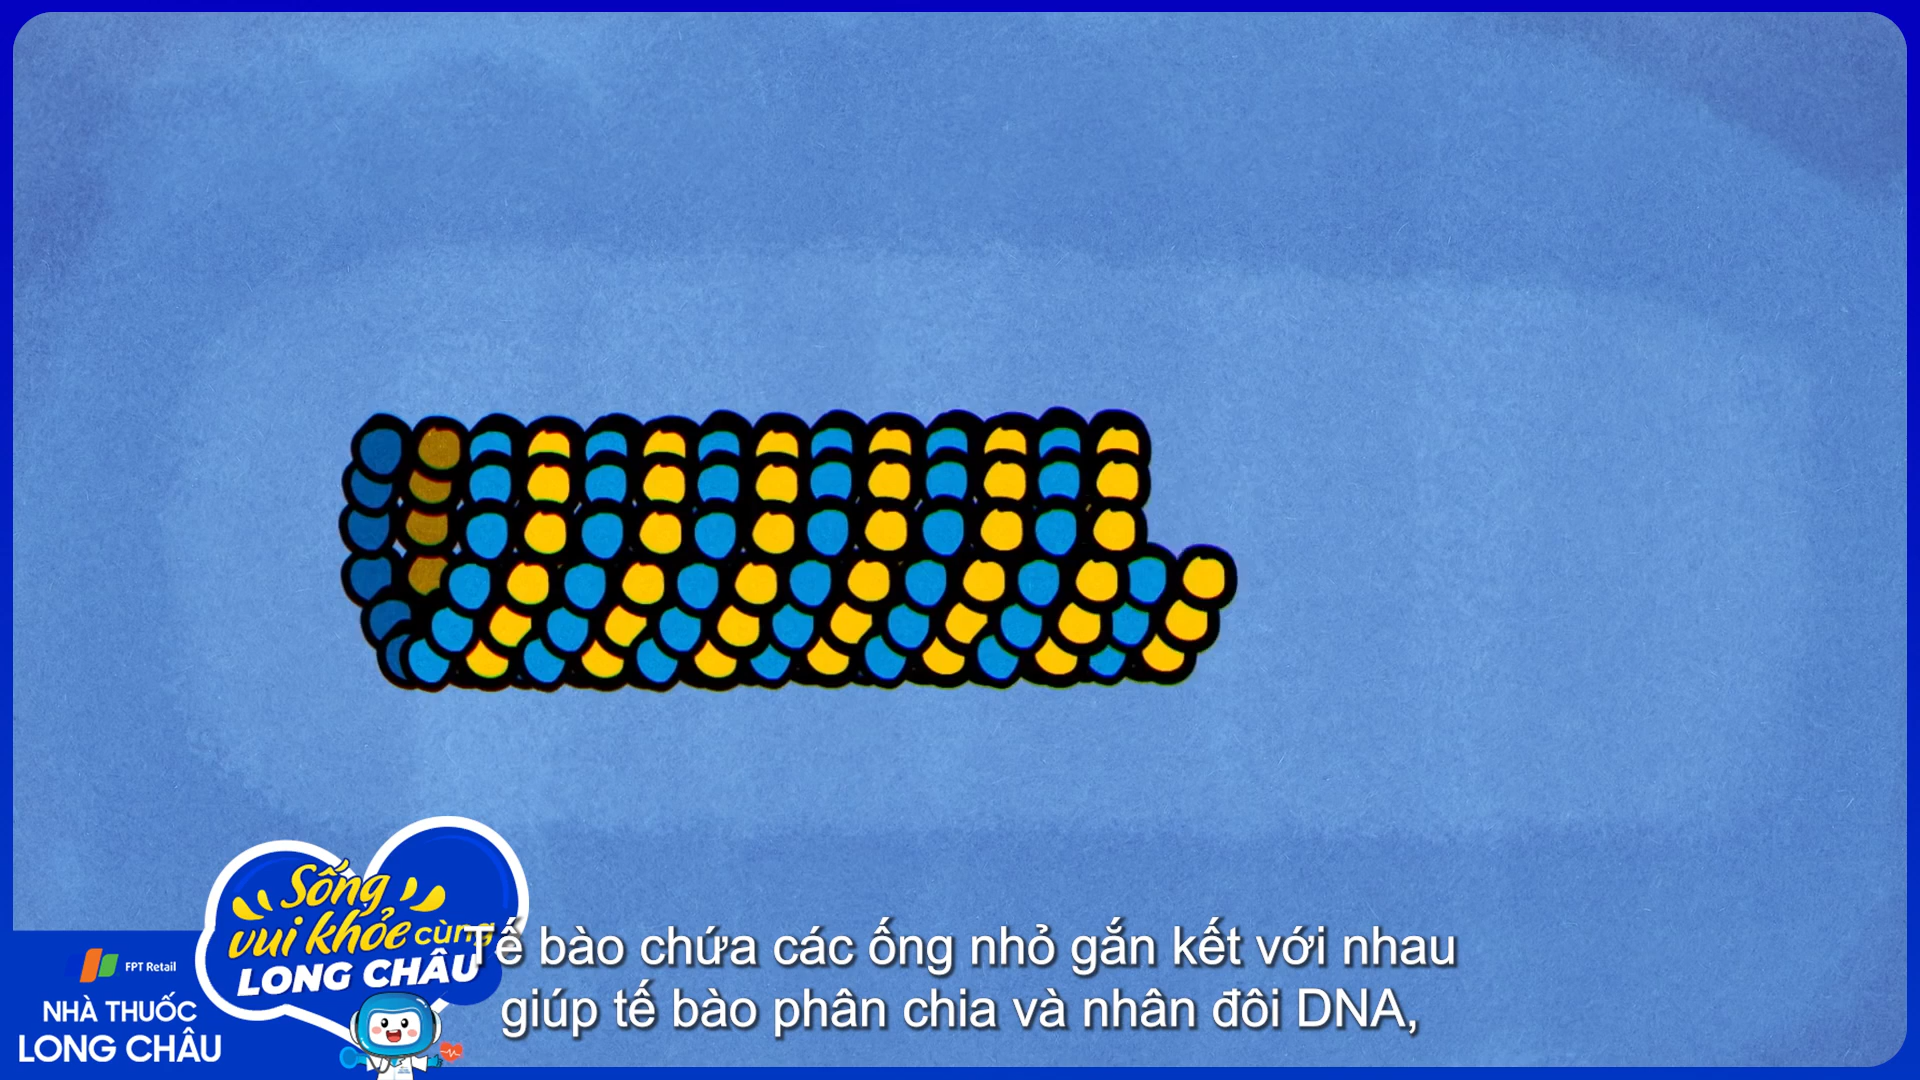 Sống
vui khỏe cùng
LONG CHÂU
FPT Retail
NHÀ THUỐC
LONG CHÂU
Tế bào chứa các ống nhỏ gắn kết với nhau
giúp tế bào phân chia và nhân đôi DNA,